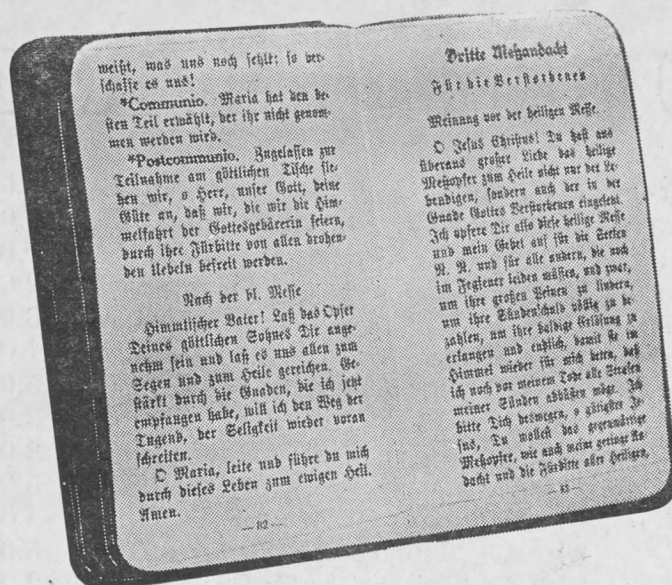 weißt, was uns noch fehlt: so ver-
schaffe es uns!
*Communio. Maria hat den be-
sten Teil erwählt, der ihr nicht genom-
men werden wird.
*Postcommunio. Zugelassen zur
Teilnahme am göttlichen Tische fle-
hen wir, o Herr, unser Gott, deine
Güte an, daß wir, die wir die Him-
melfahrt der Gottesgebärerin feiern,
durch ihre Fürbitte von allen drohen-
den Uebeln befreit werden.
Nach der hl. Messe
Himmlischer Vater! Laß das Opfer
Deines göttlichen Sohnes Dir ange-
nehm sein und laß es uns allen zum
Segen und zum Heile gereichen. Ge-
stärkt durch die Gnaden, die ich jetzt
empfangen habe, will ich den Weg der
Tugend, der Seligkeit wieder voran
schreiten.
O Maria, leite und führe du mich
durch dieses Leben zum ewigen Heil.
Amen.
— 82 —
Dritte Meßandacht
Für die Verstorbenen
Meinung vor der heiligen Messe.
O Jesus Christus! Du hast aus
überaus großer Liebe das heilige
Meßopfer zum Heile nicht nur der Le-
bendigen, sondern auch der in der
Gnade Gottes Verstorbenen eingesetzt.
Ich opfere Dir also diese heilige Messe
und mein Gebet auf für die Seelen
N. N. und für alle andern, die noch
im Fegfeuer leiden müssen, und zwar,
um ihre großen Peinen zu lindern,
um ihre Sündenschuld völlig zu be-
zahlen, um ihre baldige Erlösung zu
erlangen und endlich, damit sie im
Himmel wieder für mich beten, daß
ich noch vor meinem Tode alle Strafen
meiner Sünden abbüßen möge. Ich
bitte Dich deswegen, o gütigster Je-
sus, Du wollest das gegenwärtige
Meßopfer, wie auch meine geringe An-
dacht und die Fürbitte aller Heiligen,
— 83 —